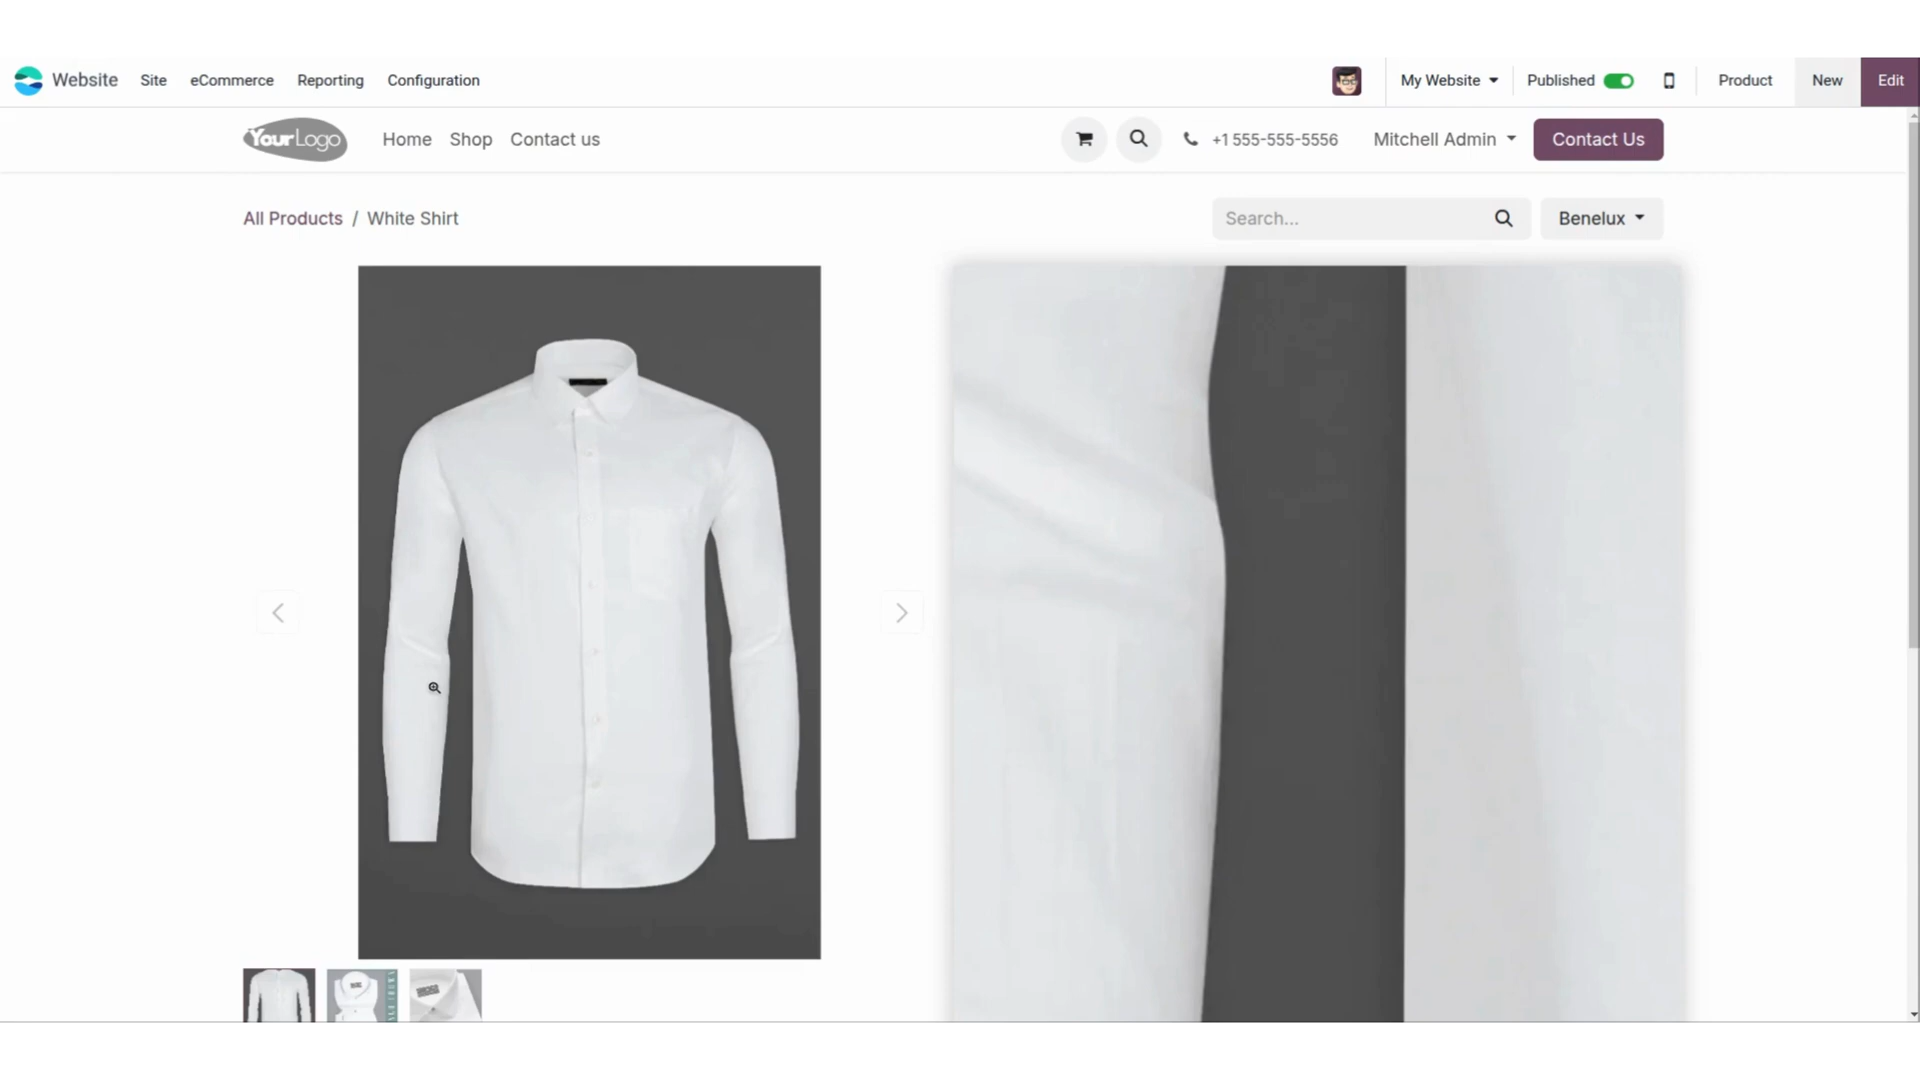 Website Site eCommerce Reporting Configuration My Website Published Product New Edit
YourLogo Home Shop Contact us +1 555-555-5556 Mitchell Admin Contact Us
All Products / White Shirt Search... Benelux